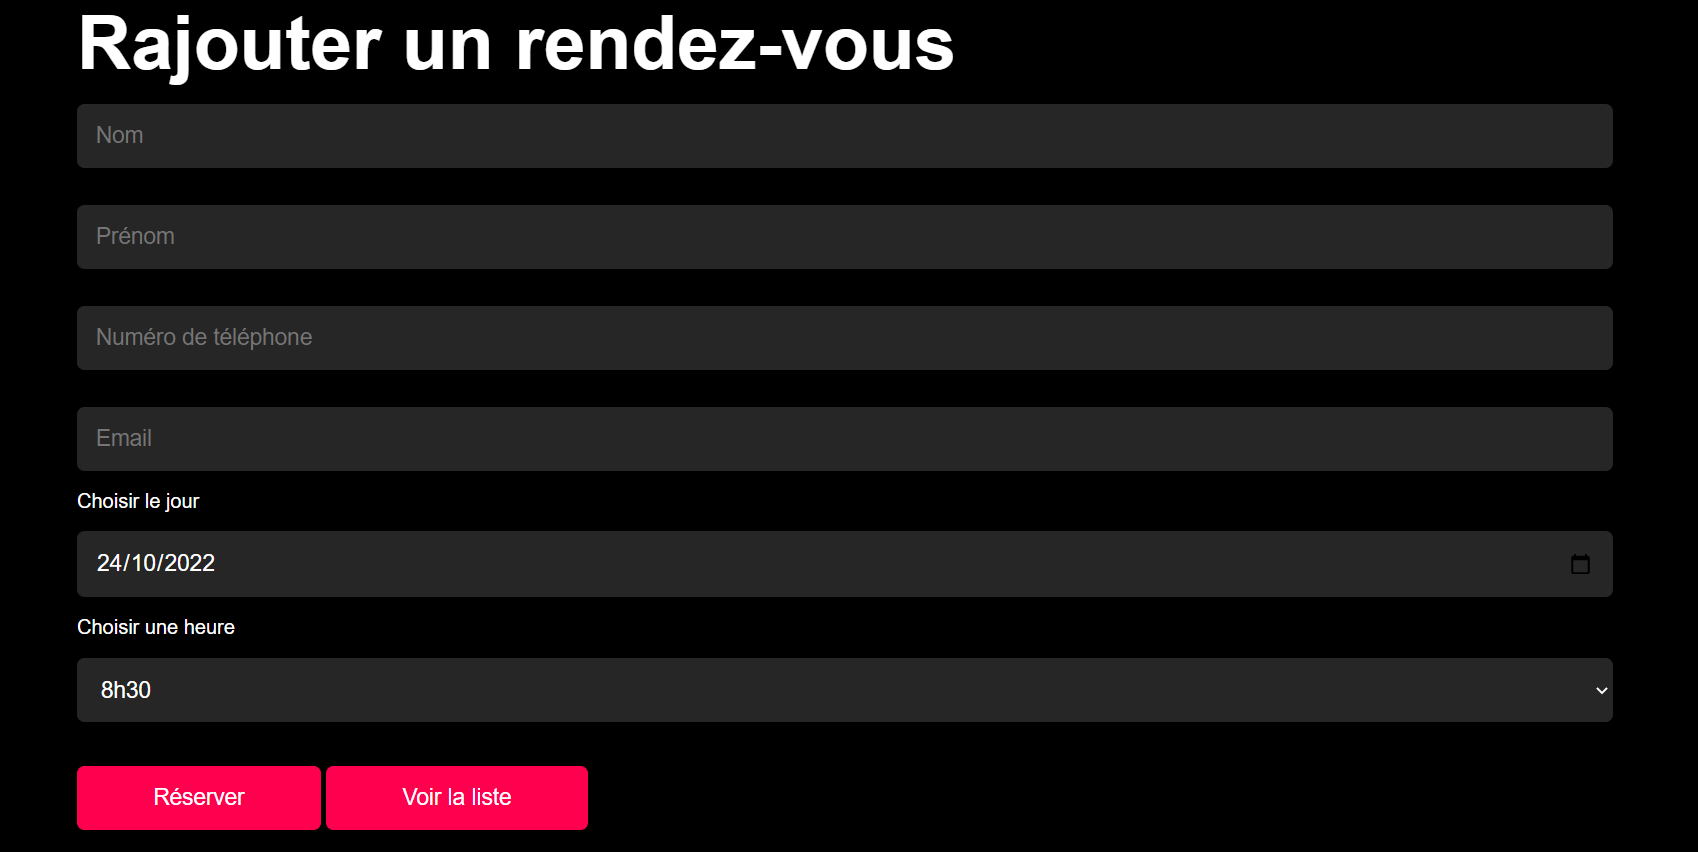 Rajouter un rendez-vous
Nom
Prénom
Numéro de téléphone
Email
Choisir le jour
24/10/2022
Choisir une heure
8h30
Réserver Voir la liste